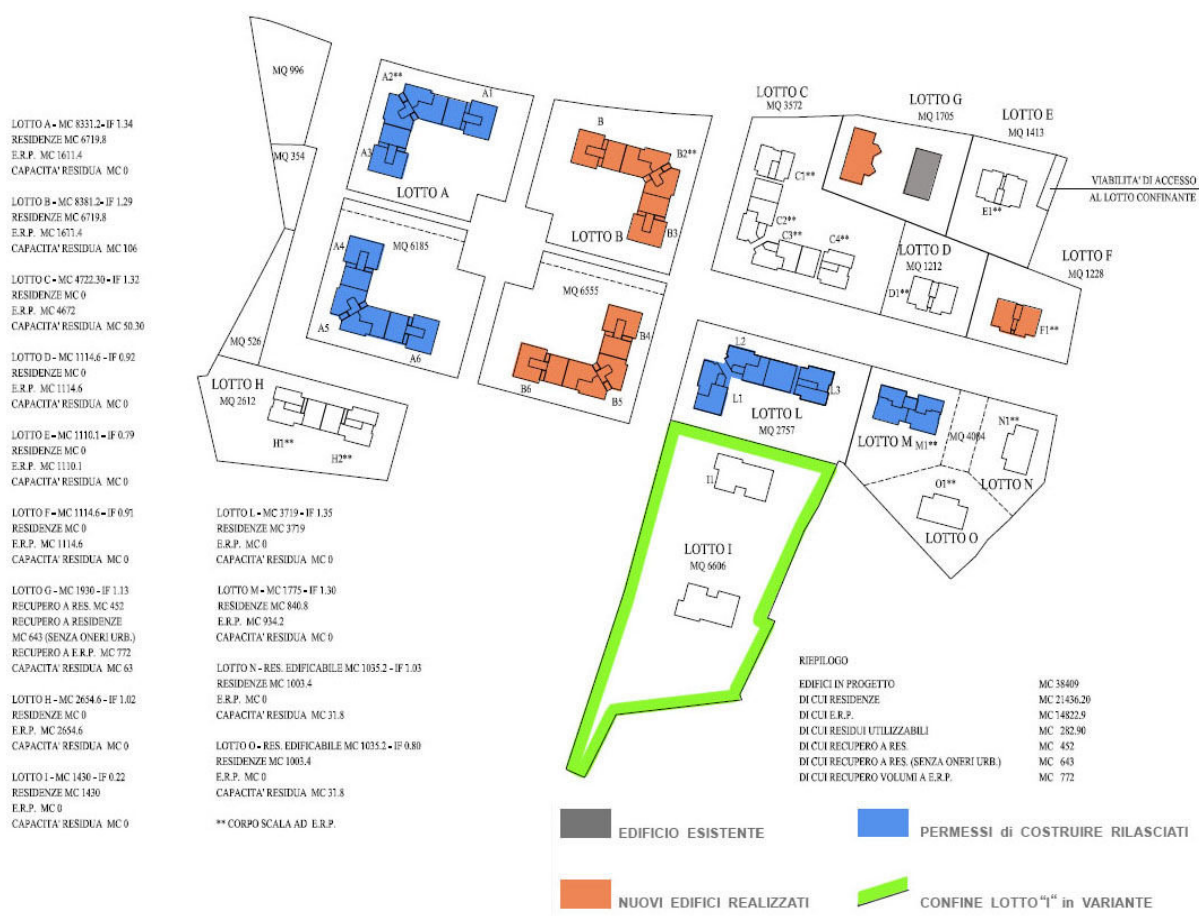 MQ 996
MQ 354
MQ 526
A2**
A1
A3
LOTTO A
MQ 6185
A4
A5
A6
B
B2**
B3
LOTTO B
MQ 6555
B4
B5
B6
LOTTO C
MQ 3572
C1**
C2**
C3**
C4**
LOTTO G
MQ 1705
LOTTO E
MQ 1413
E1**
VIABILITA' DI ACCESSO
AL LOTTO CONFINANTE
LOTTO D
MQ 1212
D1**
LOTTO F
MQ 1228
F1**
LOTTO H
MQ 2612
H1**
H2**
L2
L1
L3
LOTTO L
MQ 2757
LOTTO M
M1**
MQ 4084
N1**
LOTTO N
O1**
LOTTO O
I1
LOTTO I
MQ 6606
LOTTO A - MC 8331.2 - IF 1.34
RESIDENZE MC 6719.8
E.R.P. MC 1611.4
CAPACITA' RESIDUA MC 0
LOTTO B - MC 8381.2 - IF 1.29
RESIDENZE MC 6719.8
E.R.P. MC 1611.4
CAPACITA' RESIDUA MC 106
LOTTO C - MC 4722.30 - IF 1.32
RESIDENZE MC 0
E.R.P. MC 4672
CAPACITA' RESIDUA MC 50.30
LOTTO D - MC 1114.6 - IF 0.92
RESIDENZE MC 0
E.R.P. MC 1114.6
CAPACITA' RESIDUA MC 0
LOTTO E - MC 1110.1 - IF 0.79
RESIDENZE MC 0
E.R.P. MC 1110.1
CAPACITA' RESIDUA MC 0
LOTTO F - MC 1114.6 - IF 0.91
RESIDENZE MC 0
E.R.P. MC 1114.6
CAPACITA' RESIDUA MC 0
LOTTO G - MC 1930 - IF 1.13
RECUPERO A RES. MC 452
RECUPERO A RESIDENZE
MC 643 (SENZA ONERI URB.)
RECUPERO A E.R.P. MC 772
CAPACITA' RESIDUA MC 63
LOTTO H - MC 2654.6 - IF 1.02
RESIDENZE MC 0
E.R.P. MC 2654.6
CAPACITA' RESIDUA MC 0
LOTTO I - MC 1430 - IF 0.22
RESIDENZE MC 1430
E.R.P. MC 0
CAPACITA' RESIDUA MC 0
LOTTO L - MC 3719 - IF 1.35
RESIDENZE MC 3719
E.R.P. MC 0
CAPACITA' RESIDUA MC 0
LOTTO M - MC 1775 - IF 1.30
RESIDENZE MC 840.8
E.R.P. MC 934.2
CAPACITA' RESIDUA MC 0
LOTTO N - RES. EDIFICABILE MC 1035.2 - IF 1.03
RESIDENZE MC 1003.4
E.R.P. MC 0
CAPACITA' RESIDUA MC 31.8
LOTTO O - RES. EDIFICABILE MC 1035.2 - IF 0.80
RESIDENZE MC 1003.4
E.R.P. MC 0
CAPACITA' RESIDUA MC 31.8
** CORPO SCALA AD E.R.P.
RIEPILOGO
EDIFICI IN PROGETTO MC 38409
DI CUI RESIDENZE MC 21436.20
DI CUI E.R.P. MC 14822.9
DI CUI RESIDUI UTILIZZABILI MC 282.90
DI CUI RECUPERO A RES. MC 452
DI CUI RECUPERO A RES. (SENZA ONERI URB.) MC 643
DI CUI RECUPERO VOLUMI A E.R.P. MC 772
EDIFICIO ESISTENTE
PERMESSI di COSTRUIRE RILASCIATI
NUOVI EDIFICI REALIZZATI
CONFINE LOTTO "I" in VARIANTE